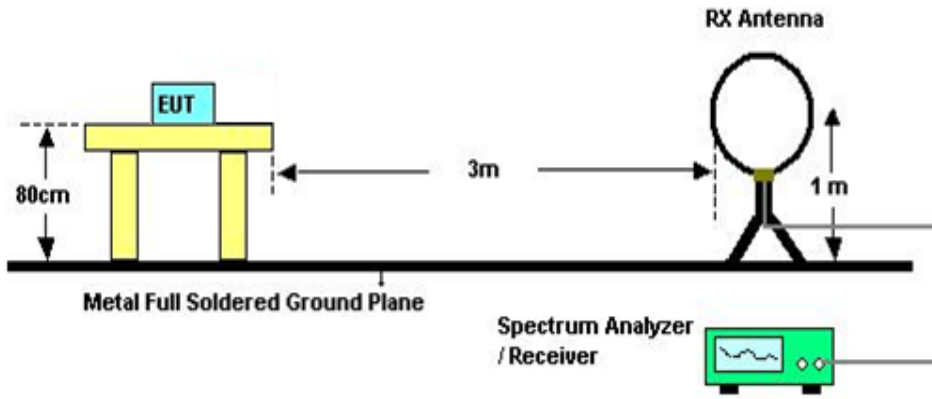 RX Antenna
EUT
3m
80cm
1 m
Metal Full Soldered Ground Plane
Spectrum Analyzer
/ Receiver